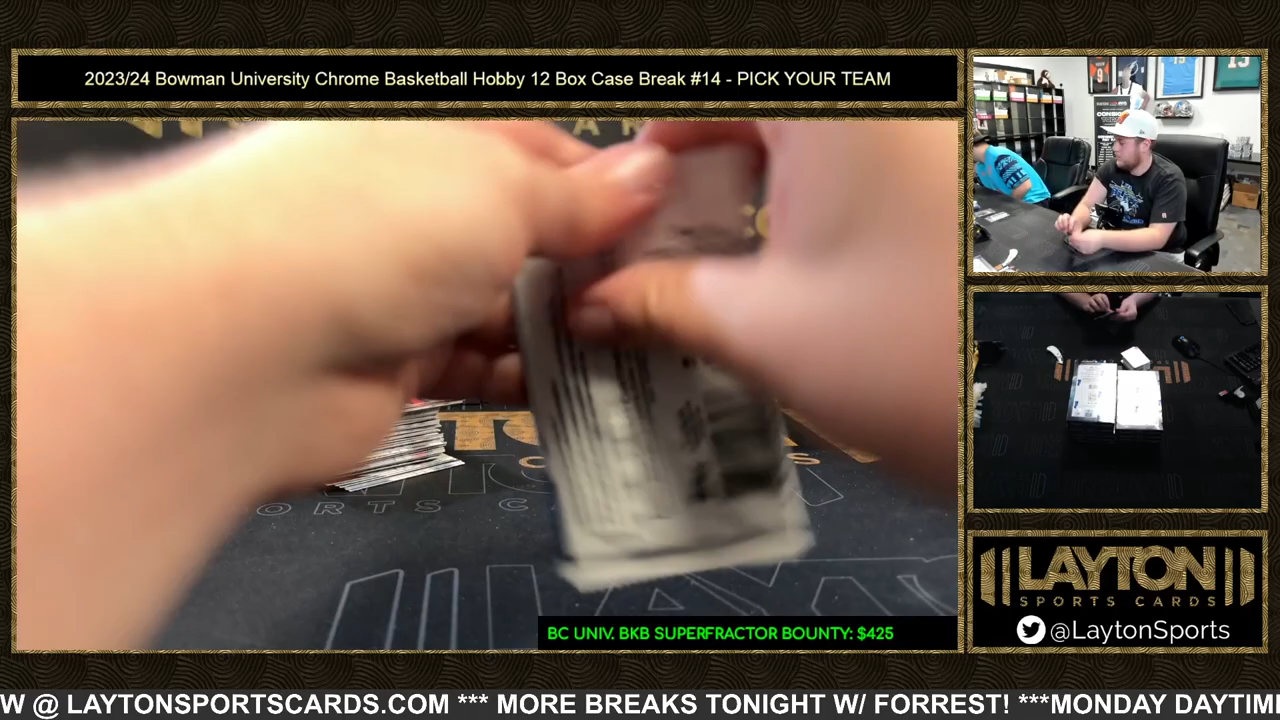 2023/24 Bowman University Chrome Basketball Hobby 12 Box Case Break #14 - PICK YOUR TEAM
BC UNIV. BKB SUPERFRACTOR BOUNTY: $425
LAYTON
SPORTS CARDS
@LaytonSports
W @ LAYTONSPORTSCARDS.COM *** MORE BREAKS TONIGHT W/ FORREST! ***MONDAY DAYTIM